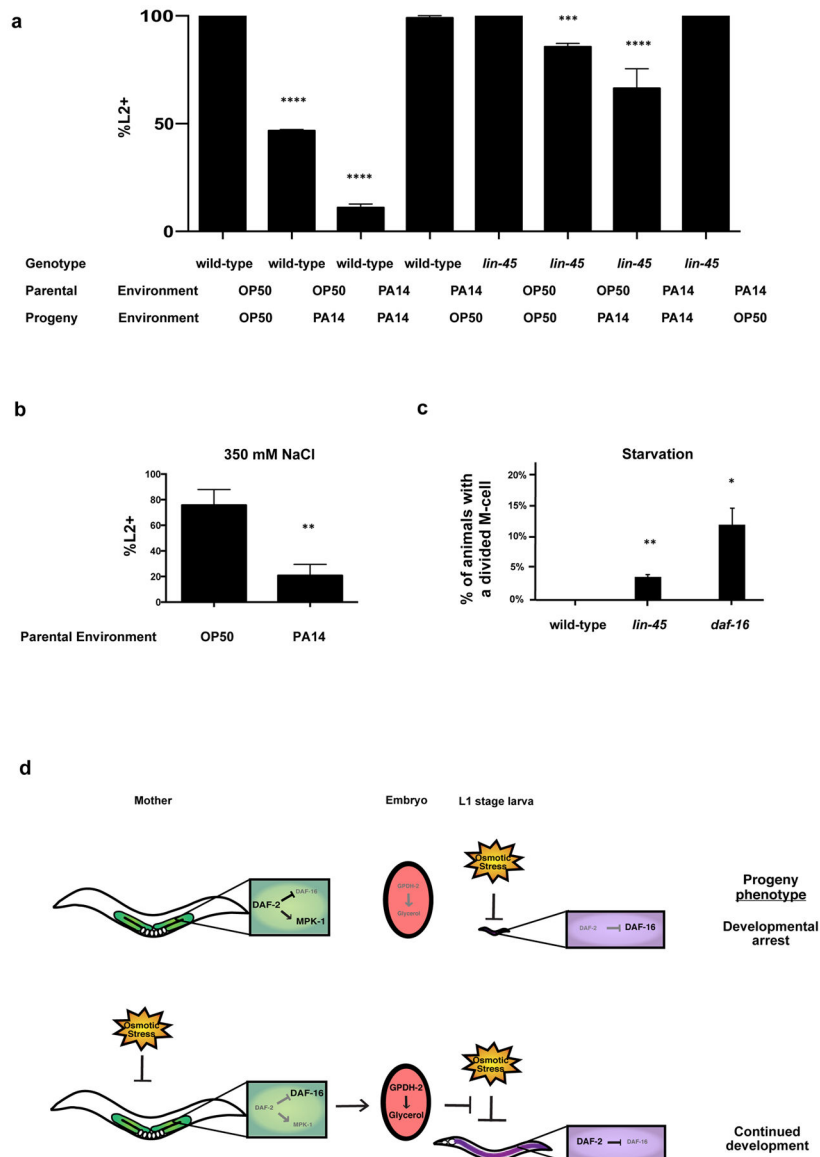 a
100
50
0
%L2+
****
****
***
****
Genotype wild-type wild-type wild-type wild-type lin-45 lin-45 lin-45 lin-45
Parental Environment OP50 OP50 PA14 PA14 OP50 OP50 PA14 PA14
Progeny Environment OP50 PA14 PA14 OP50 OP50 PA14 PA14 OP50
b
350 mM NaCl
100
80
60
40
20
0
%L2+
**
Parental Environment OP50 PA14
c
Starvation
% of animals with
a divided M-cell
20%
15%
10%
5%
0%
**
*
wild-type lin-45 daf-16
d
Mother Embryo L1 stage larva
Progeny
phenotype
Osmotic
Stress
DAF-16
DAF-2
MPK-1
GPDH-2
Glycerol
DAF-2 DAF-16
Developmental
arrest
Osmotic
Stress
Osmotic
Stress
DAF-16
DAF-2
MPK-1
GPDH-2
Glycerol
DAF-2 DAF-16
Continued
development